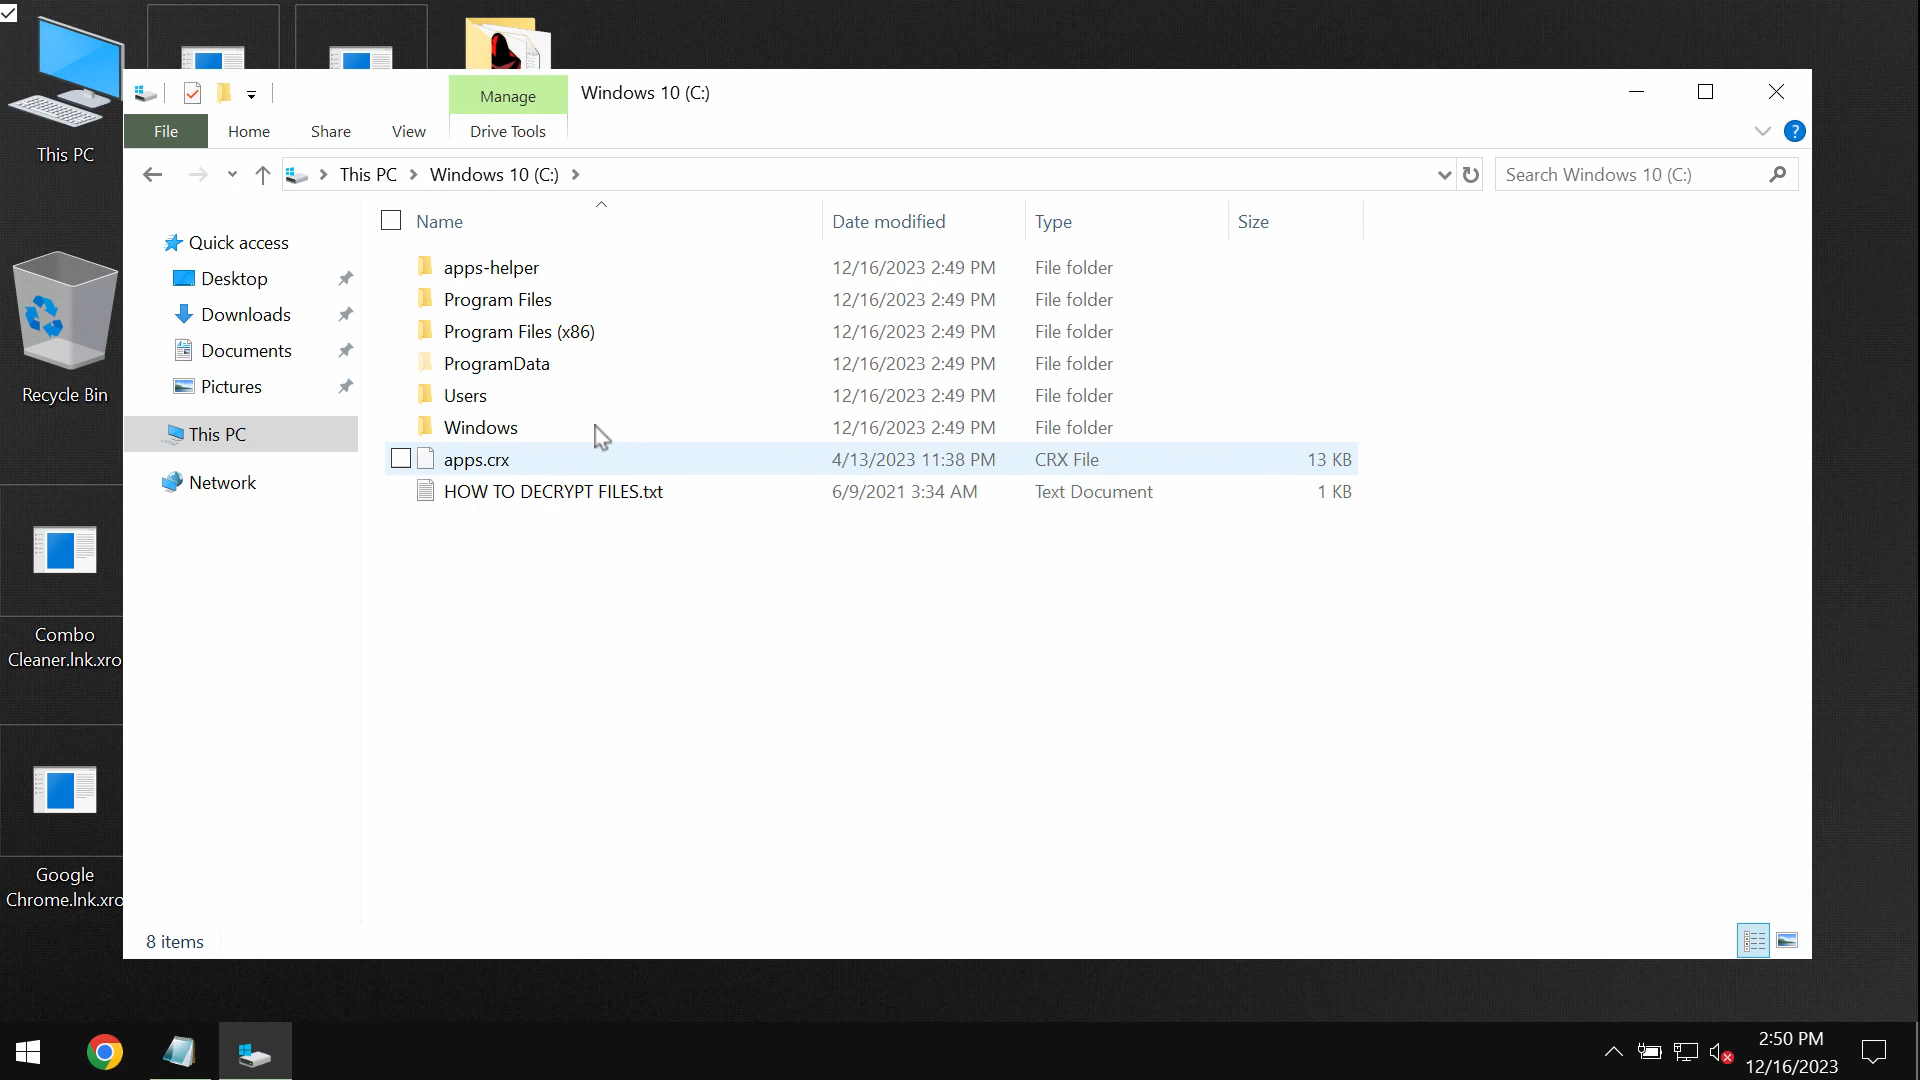 This PC
Recycle Bin
Combo
Cleaner.lnk.xro
Google
Chrome.lnk.xro
Manage
Windows 10 (C:)
File
Home
Share
View
Drive Tools
?
This PC
Windows 10 (C:)
Search Windows 10 (C:)
Name
Date modified
Type
Size
Quick access
Desktop
Downloads
Documents
Pictures
This PC
Network
apps-helper 12/16/2023 2:49 PM File folder
Program Files 12/16/2023 2:49 PM File folder
Program Files (x86) 12/16/2023 2:49 PM File folder
ProgramData 12/16/2023 2:49 PM File folder
Users 12/16/2023 2:49 PM File folder
Windows 12/16/2023 2:49 PM File folder
apps.crx 4/13/2023 11:38 PM CRX File 13 KB
HOW TO DECRYPT FILES.txt 6/9/2021 3:34 AM Text Document 1 KB
8 items
2:50 PM
12/16/2023